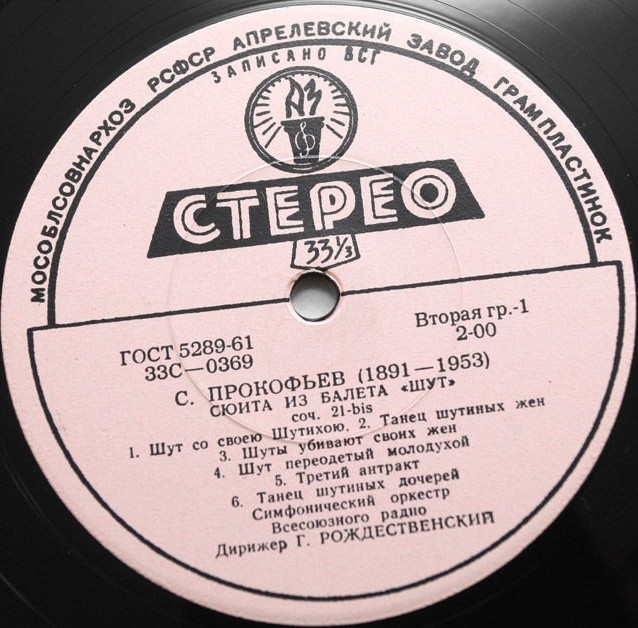 МОСОБЛСОВНАРХОЗ РСФСР АПРЕЛЕВСКИЙ ЗАВОД ГРАМПЛАСТИНОК
ЗАПИСАНО ВСГ
АЗ
СТЕРЕО
33⅓
ГОСТ 5289-61
Вторая гр.-1
33С—0369
2-00
С. ПРОКОФЬЕВ (1891—1953)
СЮИТА ИЗ БАЛЕТА «ШУТ»
соч. 21-bis
1. Шут со своею Шутихою. 2. Танец шутиных жен
3. Шуты убивают своих жен
4. Шут переодетый молодухой
5. Третий антракт
6. Танец шутиных дочерей
Симфонический оркестр
Всесоюзного радио
Дирижер Г. РОЖДЕСТВЕНСКИЙ